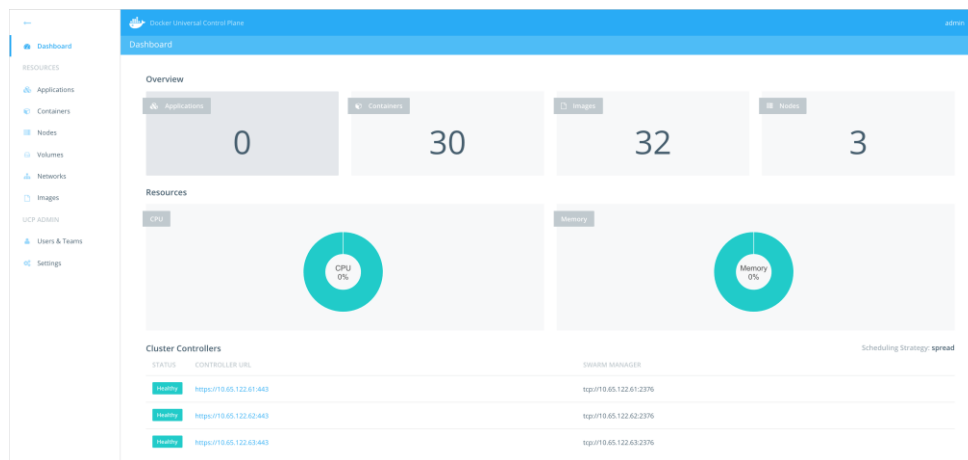 Docker Universal Control Plane
admin
Dashboard
Dashboard
RESOURCES
Applications
Containers
Nodes
Volumes
Networks
Images
UCP ADMIN
Users & Teams
Settings
Overview
Applications
0
Containers
30
Images
32
Nodes
3
Resources
CPU
CPU
0%
Memory
Memory
0%
Cluster Controllers
Scheduling Strategy: spread
STATUS CONTROLLER URL SWARM MANAGER
Healthy https://10.65.122.61:443 tcp://10.65.122.61:2376
Healthy https://10.65.122.62:443 tcp://10.65.122.62:2376
Healthy https://10.65.122.63:443 tcp://10.65.122.63:2376